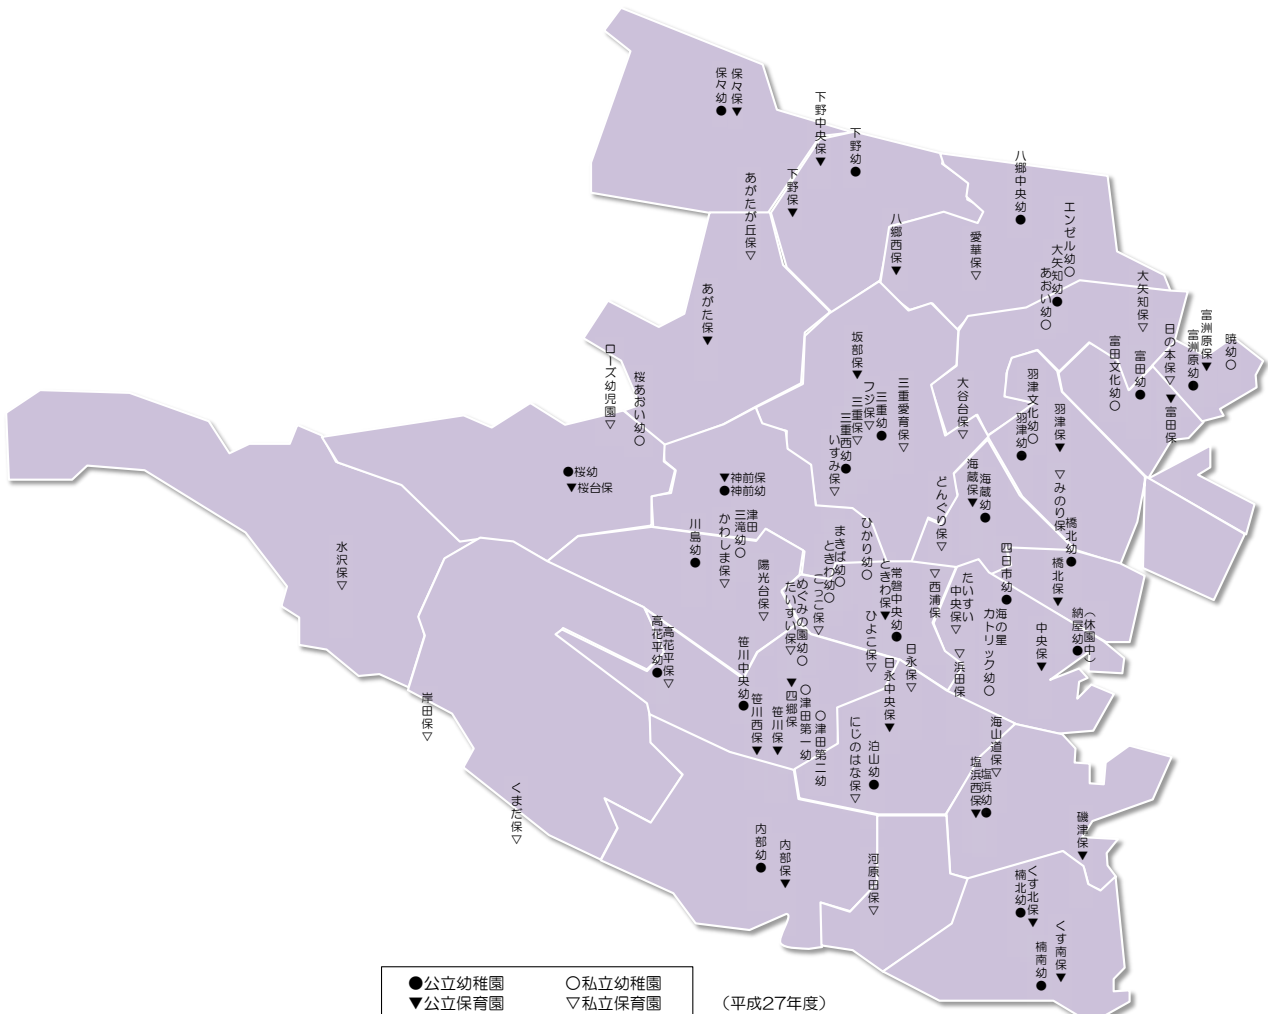 保々幼●
保々保▼
下野中央保▼
下野幼●
下野保▼
あがたが丘保▽
八郷中央幼●
八郷西保▼
愛華保▽
エンゼル幼○
大矢知幼●
あおい幼○
大矢知保▽
あがた保▼
富洲原保▼
富洲原幼●
暁幼○
日の本保▽
▼富田保
富田幼●
富田文化幼○
坂部保▼
フジ保▽
三重幼●
三重保▽
三重西幼●
いすみ保▽
三重愛育保▽
大谷台保▽
羽津文化幼○
羽津幼●
羽津保▼
▽みのり保
ローズ幼児園▽
桜あおい幼○
●桜幼
▼桜台保
▼神前保
●神前幼
海蔵保▼
海蔵幼●
どんぐり保▽
川島幼●
かわしま保▽
津田三滝幼○
陽光台保▽
まきば幼○
ときわ幼○
ひかり幼○
ときわ保▼
常磐中央幼●
こっこ保▽
めぐみの園幼○
たいすい保▽
ひよこ保▽
▽西浦保
たいすい中央保▽
四日市幼●
橋北幼●
橋北保▼
水沢保▽
高花平幼●
高花平保▽
笹川中央幼●
笹川西保▼
笹川保▼
▼四郷保
○津田第一幼
○津田第二幼
日永保▽
日永中央保▼
▽浜田保
海の星カトリック幼○
中央保▼
納屋幼●
(休園中)
岸田保▽
くまだ保▽
にじのはな保▽
泊山幼●
海山道保▽
塩浜西保▼
塩浜幼●
磯津保▼
内部幼●
内部保▼
河原田保▽
楠北幼●
くす北保▼
楠南幼●
くす南保▼
●公立幼稚園 ○私立幼稚園
▼公立保育園 ▽私立保育園
(平成27年度)